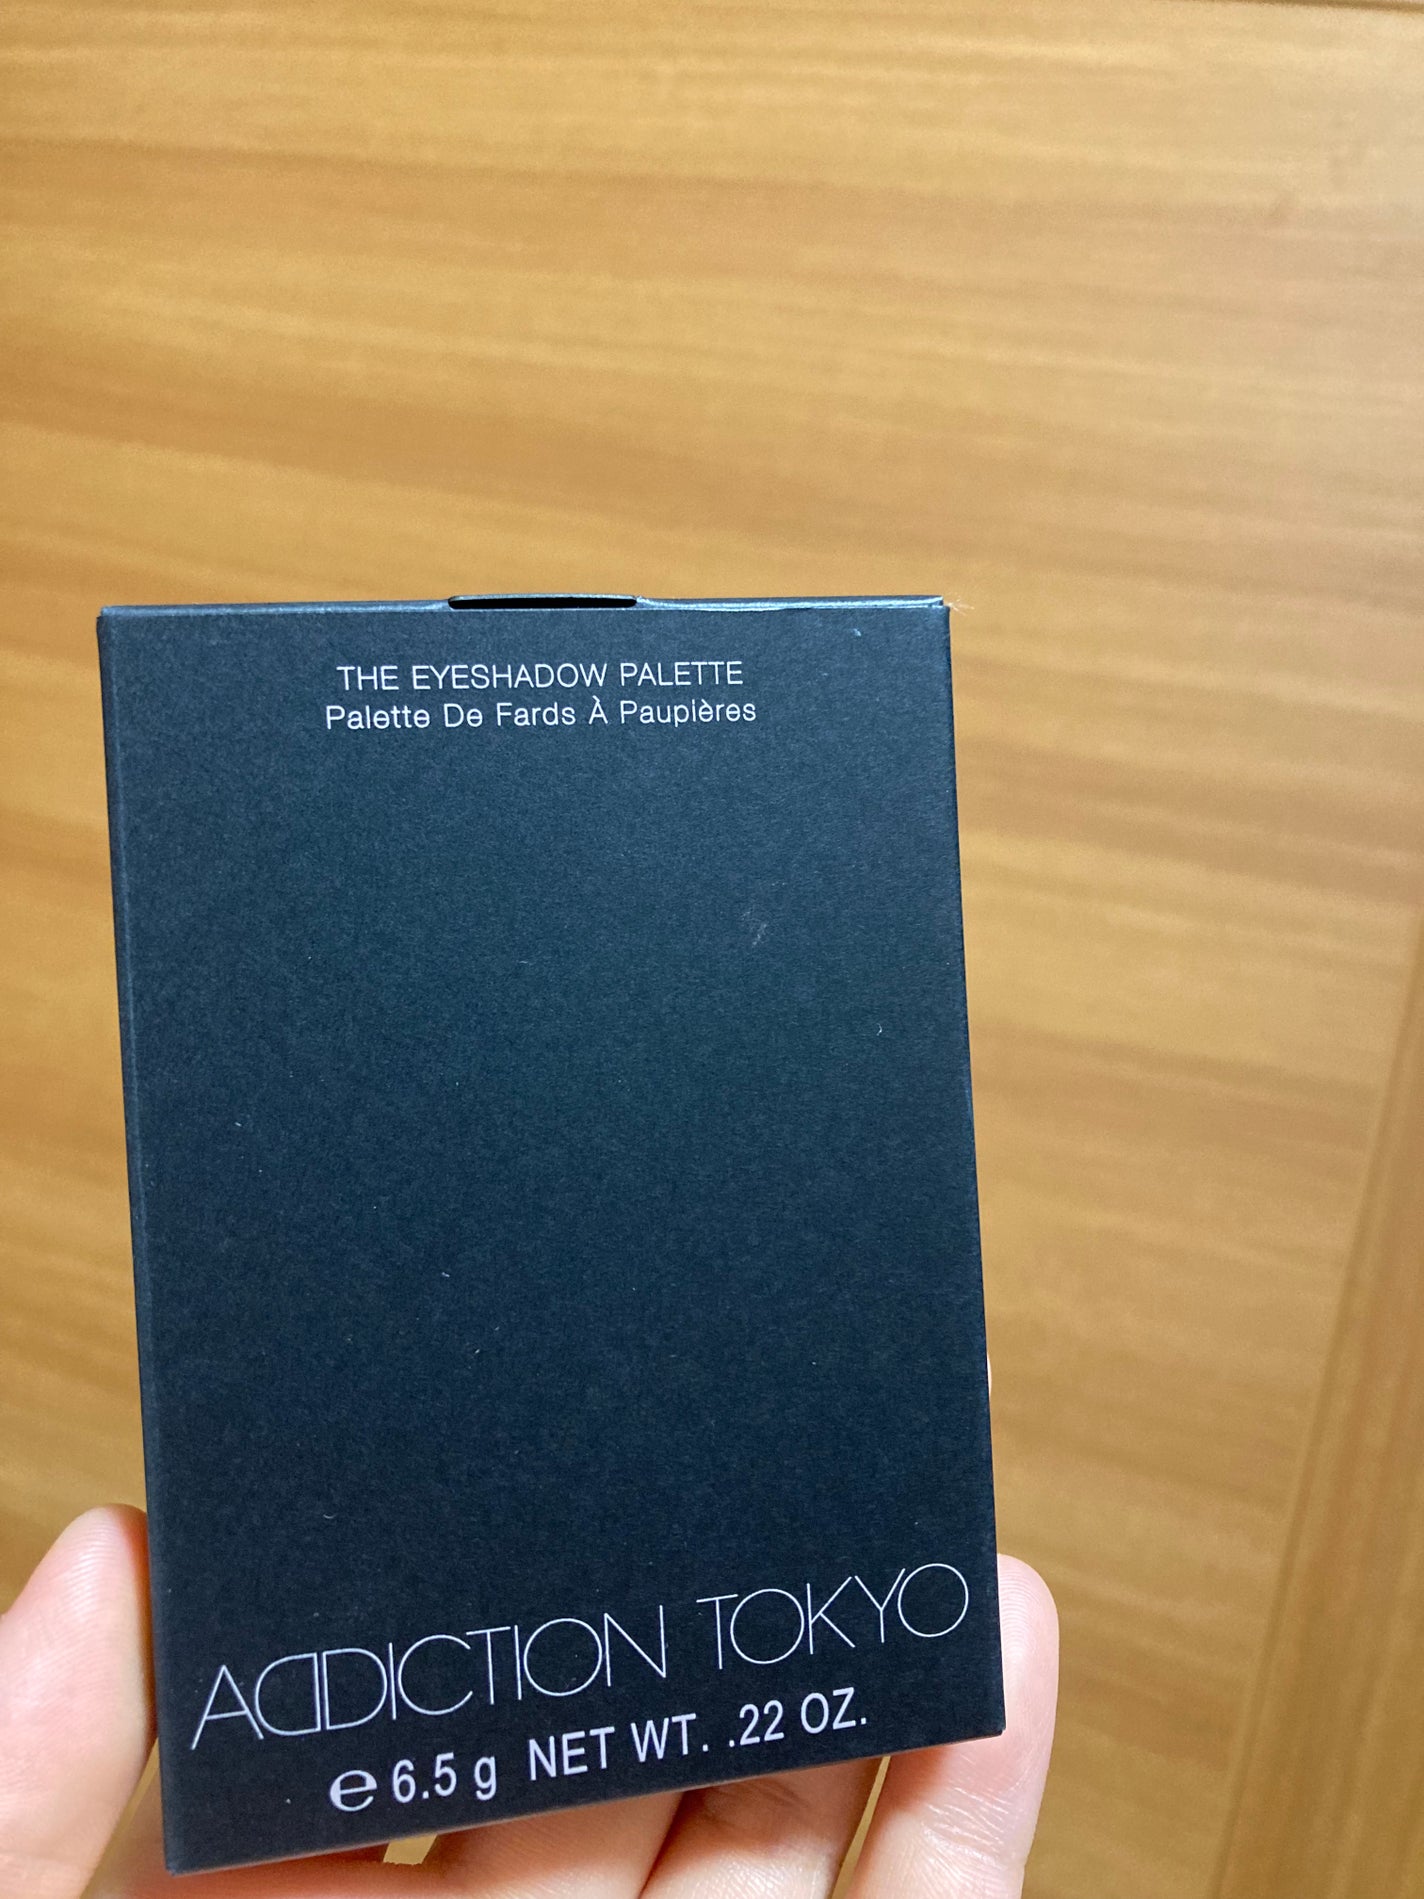 THE EYESHADOW PALETTE
Palette De Fards À Paupières
ADDICTION TOKYO
℮ 6.5 g NET WT. .22 OZ.